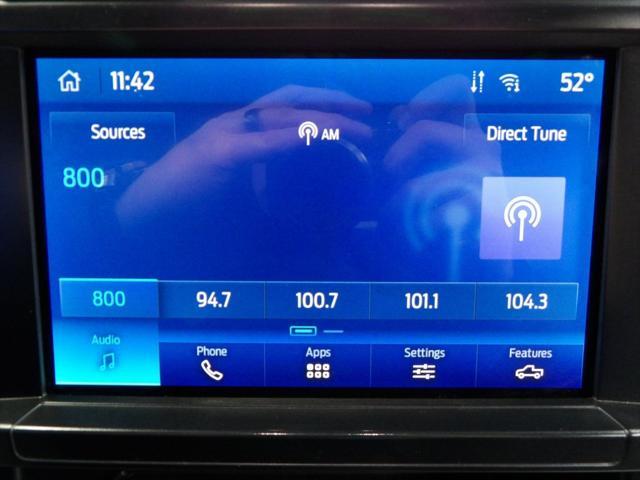 11:42 52°
Sources AM Direct Tune
800
800 94.7 100.7 101.1 104.3
Audio Phone Apps Settings Features